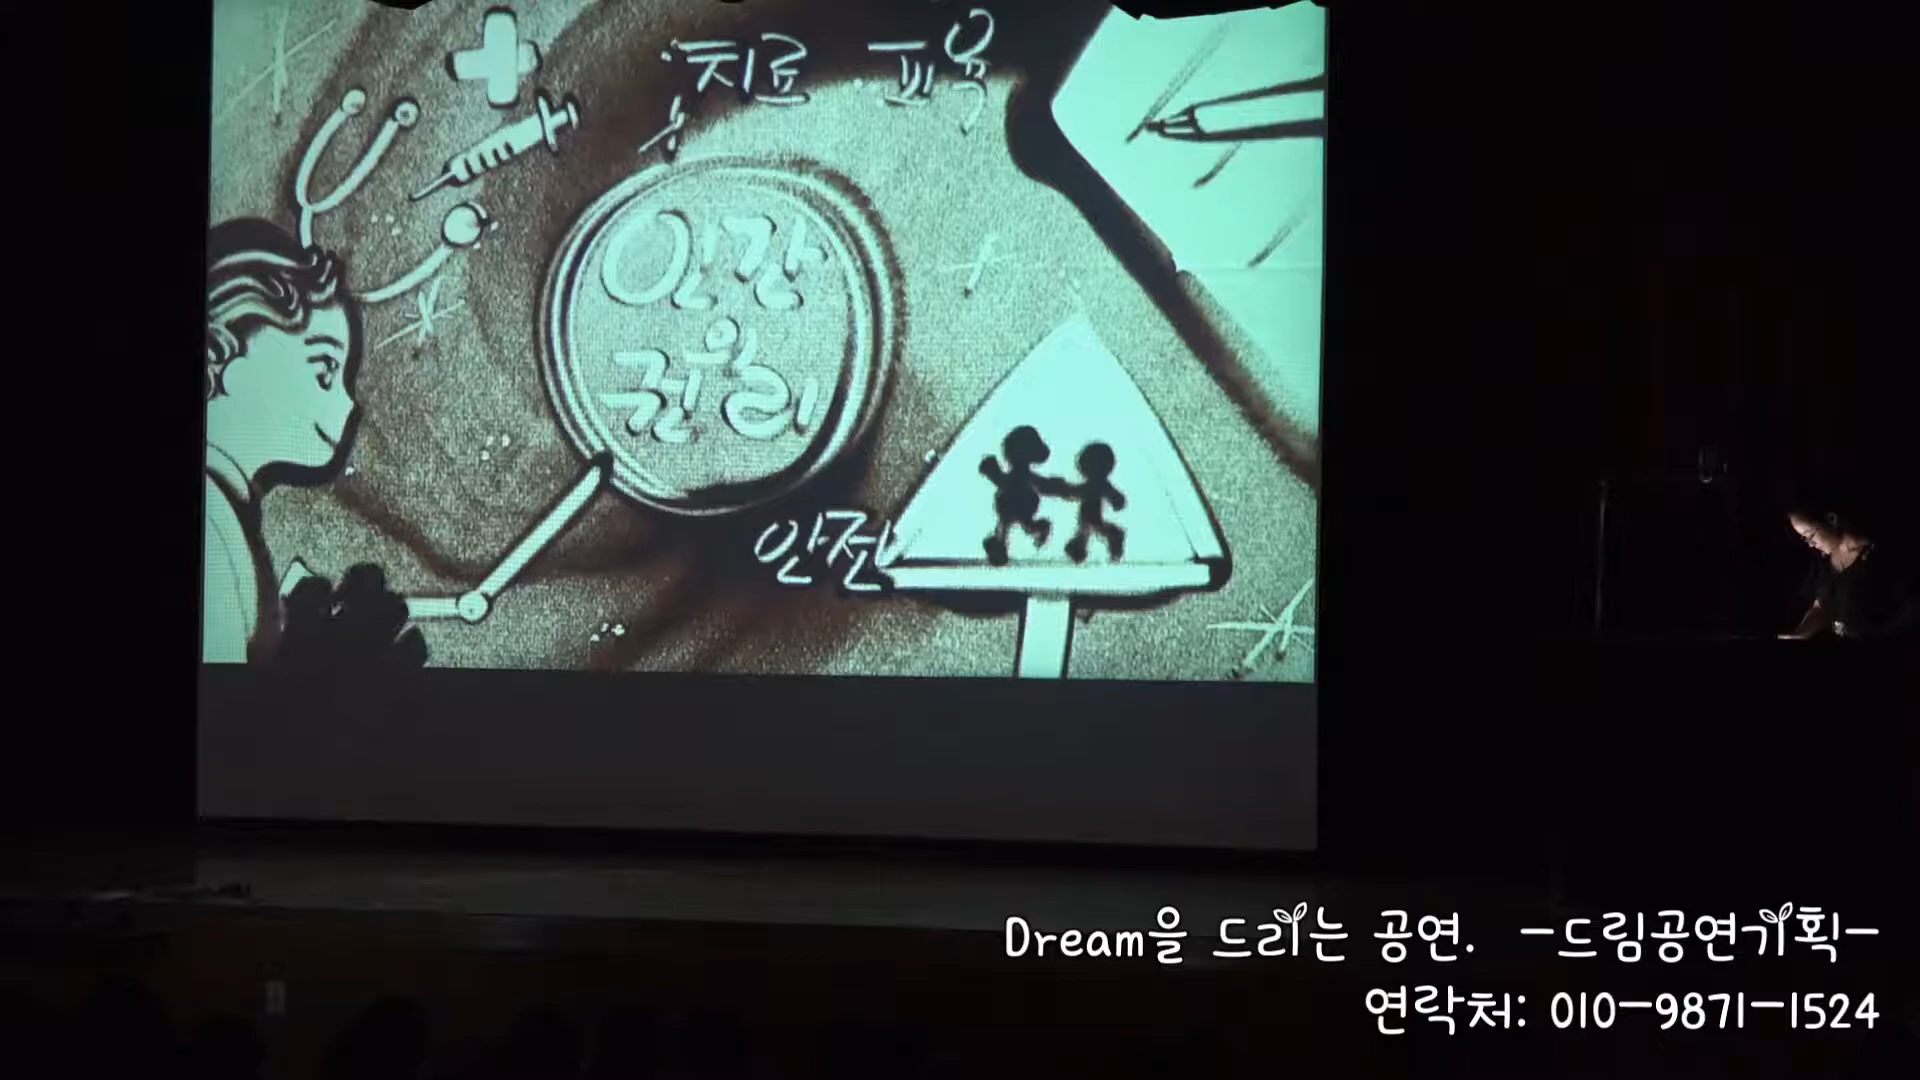 치료 · 교육
인간
권리
안전
Dream을 드리는 공연. -드림공연기획-
연락처: 010-9871-1524